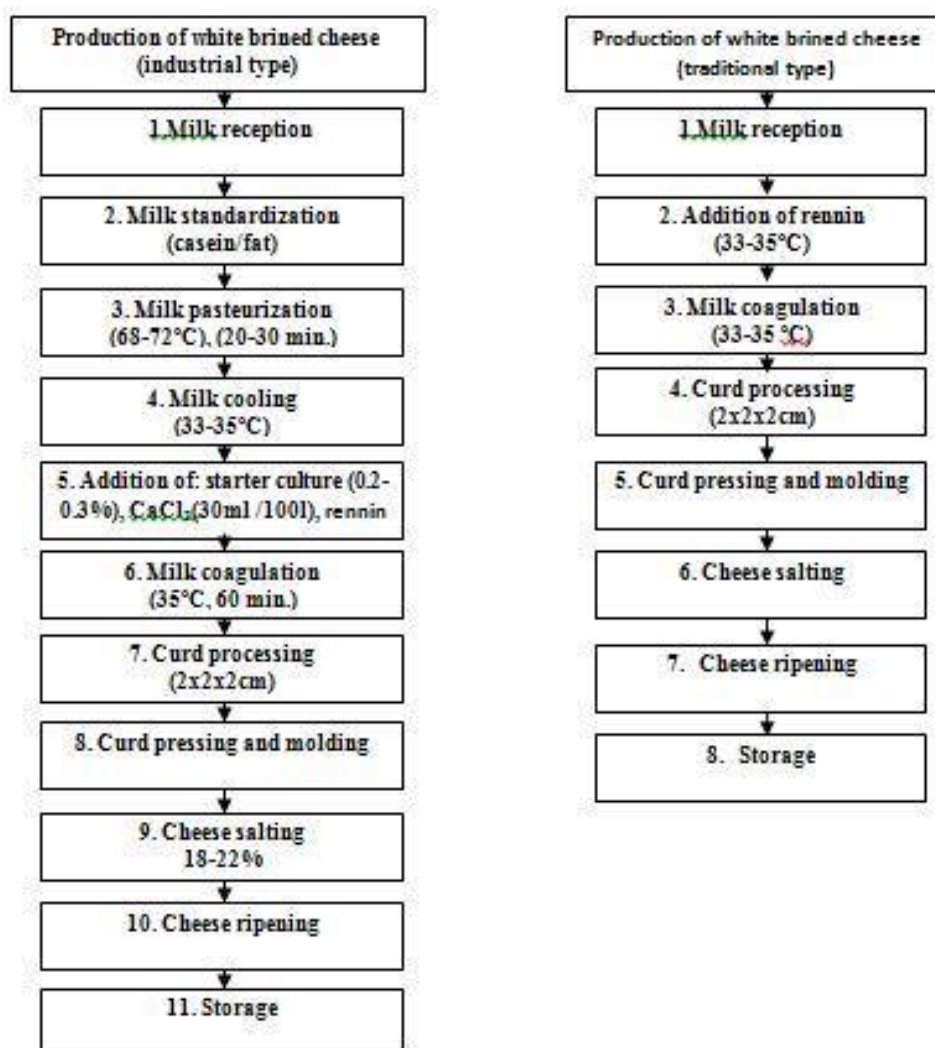 Production of white brined cheese
(industrial type)
1.Milk reception
2. Milk standardization
(casein/fat)
3. Milk pasteurization
(68-72°C), (20-30 min.)
4. Milk cooling
(33-35°C)
5. Addition of: starter culture (0.2-
0.3%), CaCl₂(30ml /100l), rennin
6. Milk coagulation
(35°C, 60 min.)
7. Curd processing
(2x2x2cm)
8. Curd pressing and molding
9. Cheese salting
18-22%
10. Cheese ripening
11. Storage
Production of white brined cheese
(traditional type)
1.Milk reception
2. Addition of rennin
(33-35°C)
3. Milk coagulation
(33-35 °C)
4. Curd processing
(2x2x2cm)
5. Curd pressing and molding
6. Cheese salting
7. Cheese ripening
8. Storage